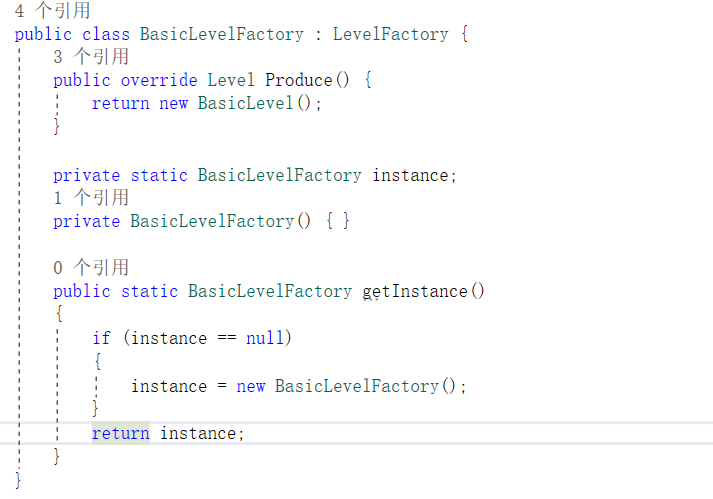 4 个引用
public class BasicLevelFactory : LevelFactory {
3 个引用
public override Level Produce() {
return new BasicLevel();
}
private static BasicLevelFactory instance;
1 个引用
private BasicLevelFactory() { }
0 个引用
public static BasicLevelFactory getInstance()
{
if (instance == null)
{
instance = new BasicLevelFactory();
}
return instance;
}
}